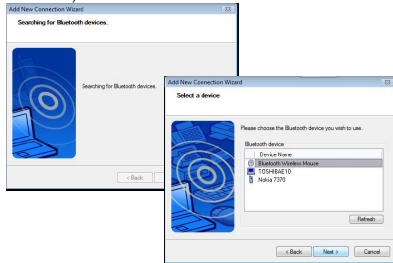 Add New Connection Wizard
Searching for Bluetooth devices.
Searching for Bluetooth devices.
< Back
Add New Connection Wizard
Select a device
Please choose the Bluetooth device you wish to use.
Bluetooth device
Device Name
Bluetooth Wireless Mouse
TOSHIBAE10
Nokia 7370
Refresh
< Back
Next >
Cancel